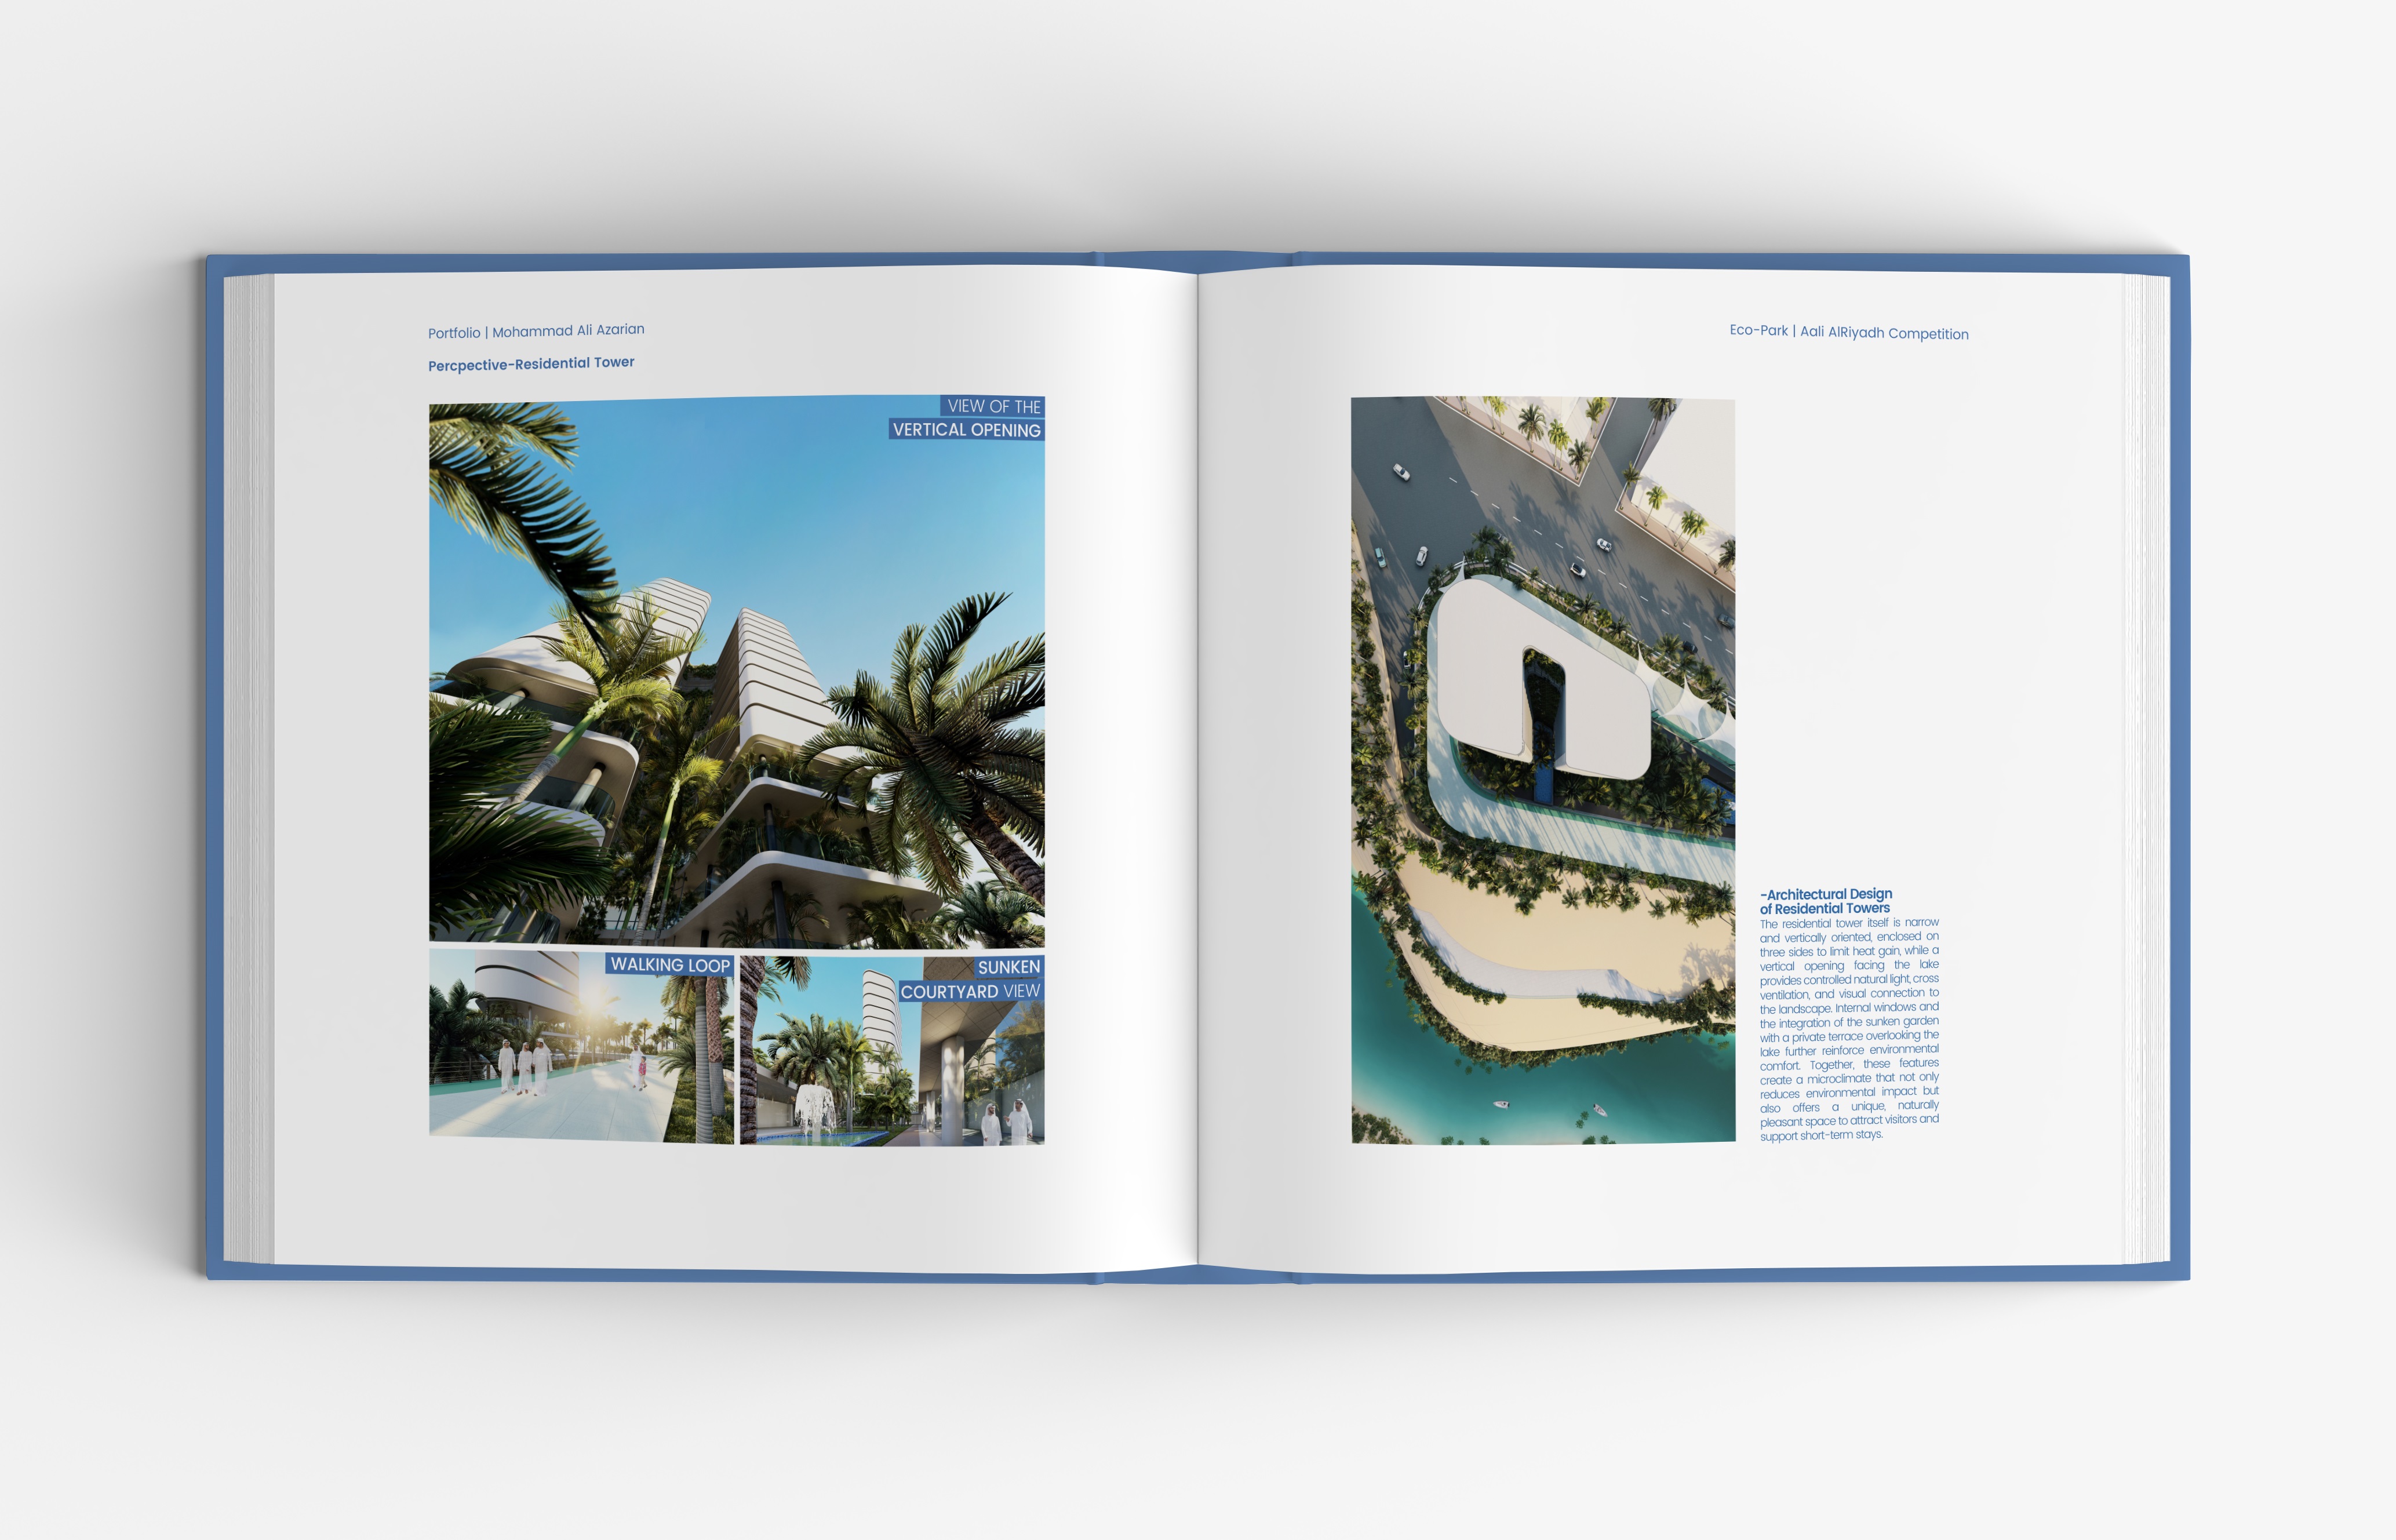 Portfolio | Mohammad Ali Azarian
Percpective-Residential Tower
VIEW OF THE
VERTICAL OPENING
WALKING LOOP
SUNKEN
COURTYARD VIEW
Eco-Park | Aali AlRiyadh Competition
-Architectural Design
of Residential Towers
The residential tower itself is narrow
and vertically oriented, enclosed on
three sides to limit heat gain, while a
vertical opening facing the lake
provides controlled natural light, cross
ventilation, and visual connection to
the landscape. Internal windows and
the integration of the sunken garden
with a private terrace overlooking the
lake further reinforce environmental
comfort. Together, these features
create a microclimate that not only
reduces environmental impact but
also offers a unique, naturally
pleasant space to attract visitors and
support short-term stays.